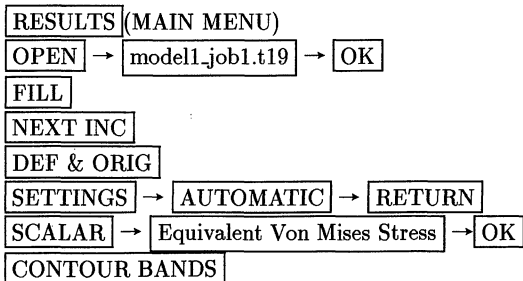 RESULTS (MAIN MENU)
OPEN → model1_job1.t19 → OK
FILL
NEXT INC
DEF & ORIG
SETTINGS → AUTOMATIC → RETURN
SCALAR → Equivalent Von Mises Stress → OK
CONTOUR BANDS